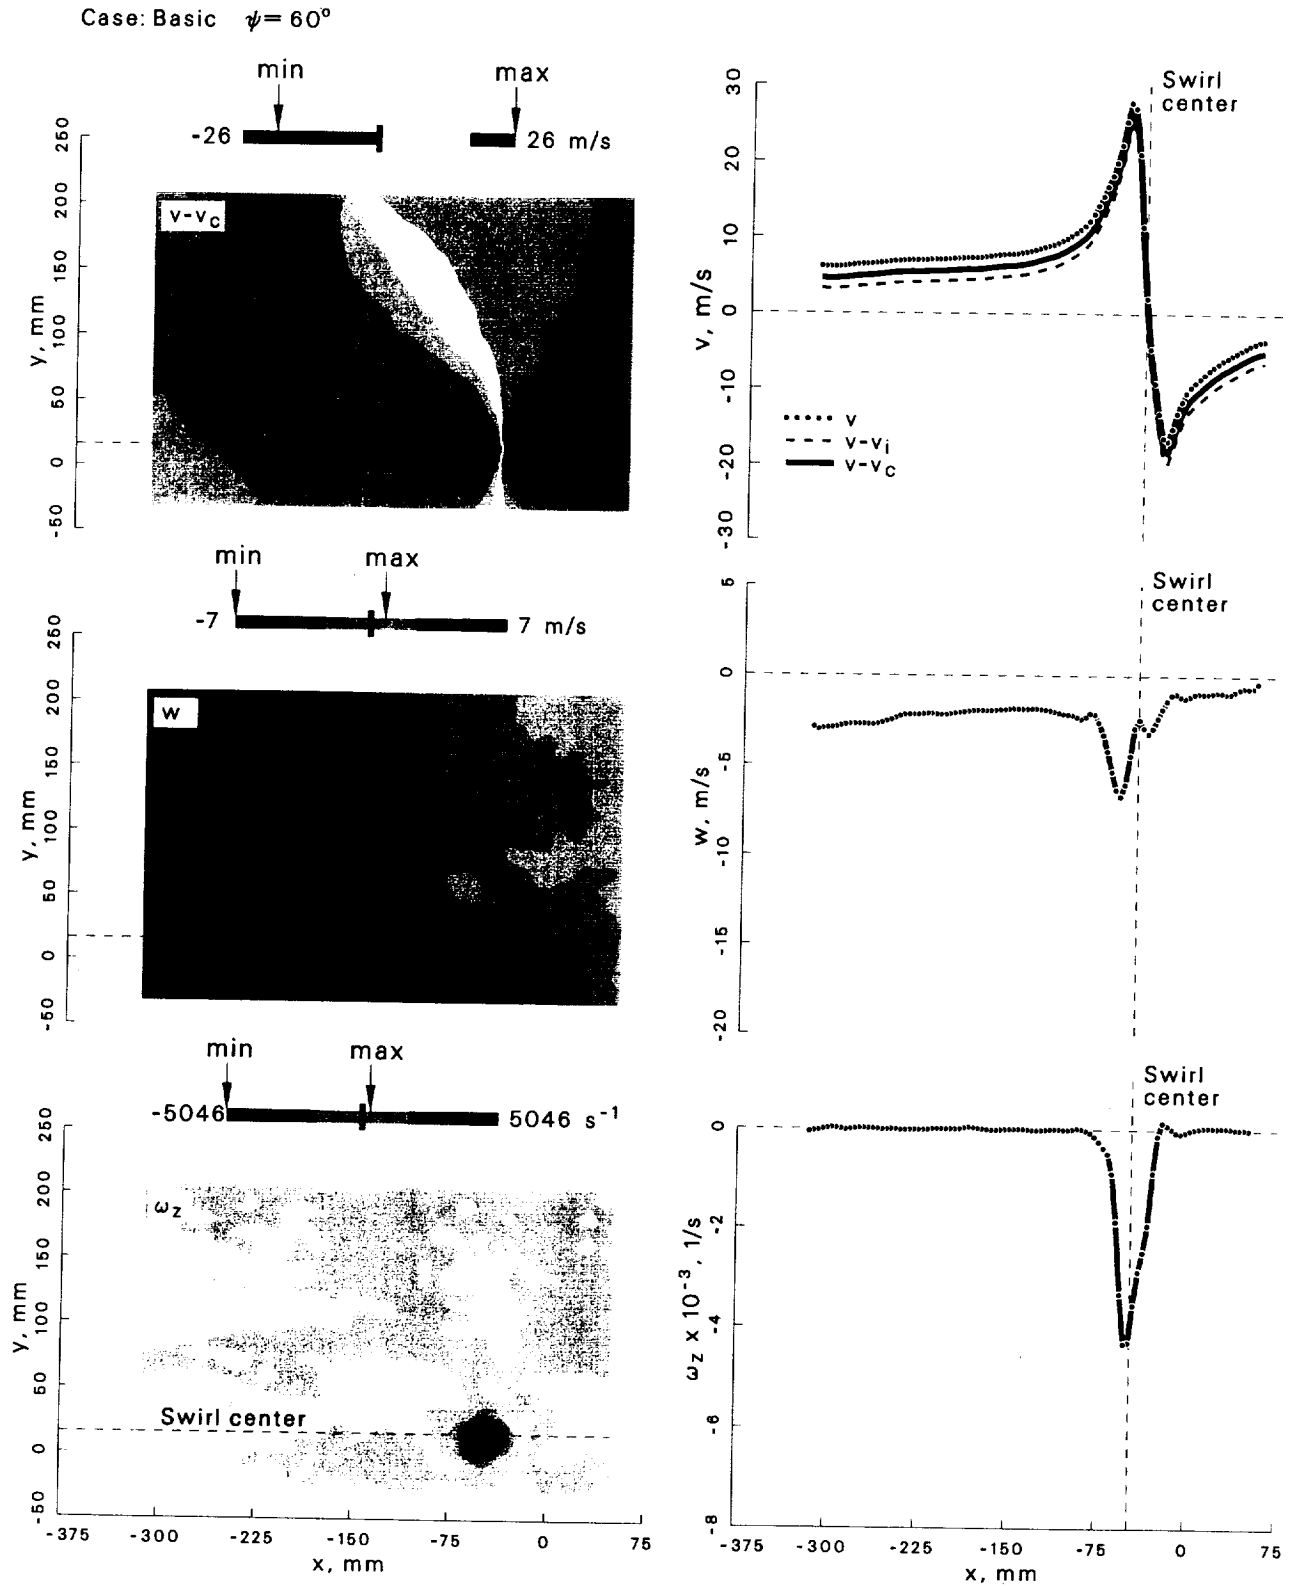 Case: Basic ψ= 60°
min
max
-26
26 m/s
250
200
150
100
50
0
-50
y, mm
v-vc
min
max
-7
7 m/s
250
200
150
100
50
0
-50
y, mm
w
min
max
-5046
5046 s⁻¹
250
200
150
100
50
0
-50
y, mm
ωz
Swirl center
-375 -300 -225 -150 -75 0 75
x, mm
Swirl
center
30
20
10
0
-10
-20
-30
v, m/s
v
v-vi
v-vc
Swirl
center
5
0
-5
-10
-15
-20
w, m/s
Swirl
center
0
-2
-4
-6
-8
ωz x 10⁻³, 1/s
-375 -300 -225 -150 -75 0 75
x, mm